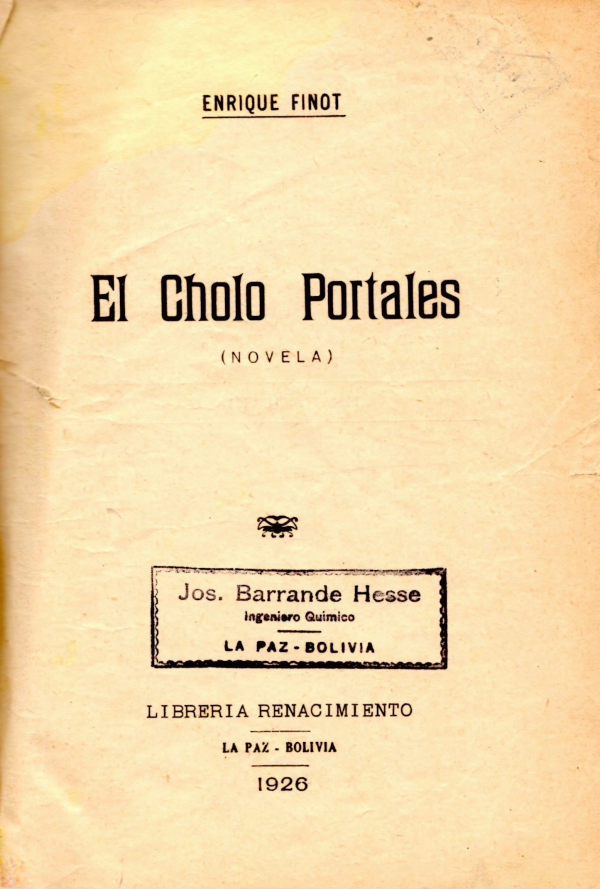 ENRIQUE FINOT
El Cholo Portales
(NOVELA)
Jos. Barrande Hesse
Ingeniero Químico
LA PAZ - BOLIVIA
LIBRERIA RENACIMIENTO
LA PAZ - BOLIVIA
1926